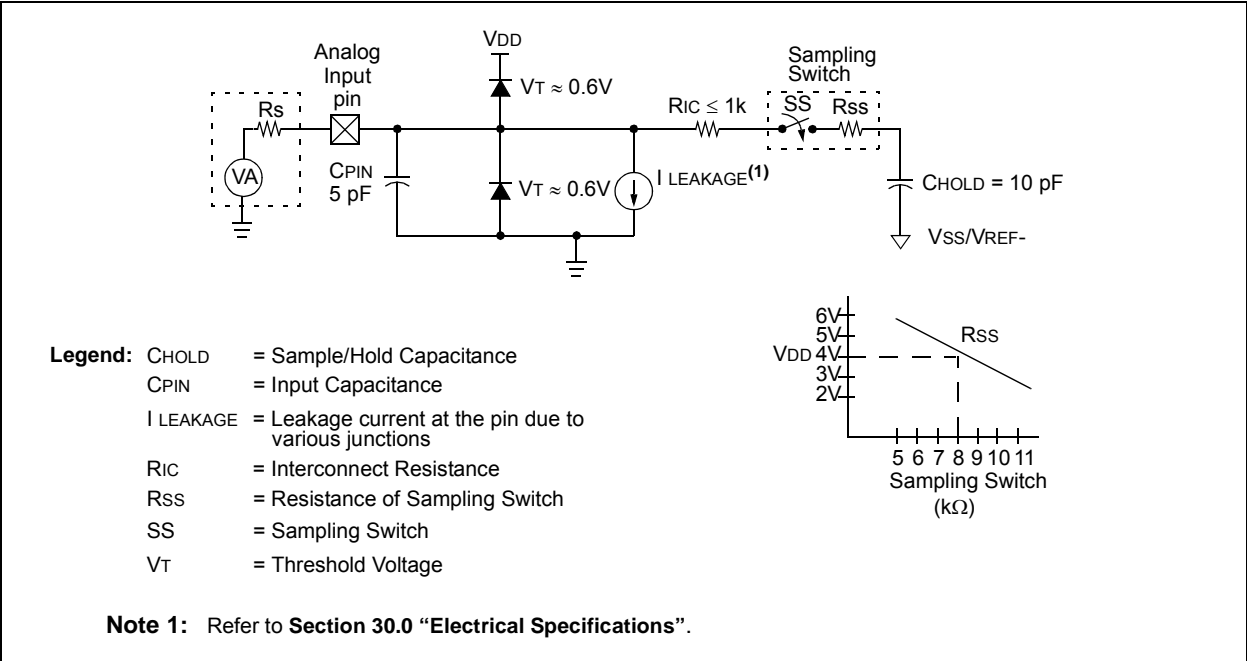 Analog
Input
pin
VDD
VT ≈ 0.6V
Sampling
Switch
Rs
RIC ≤ 1k
SS
Rss
VA
CPIN
5 pF
VT ≈ 0.6V
I LEAKAGE(1)
CHOLD = 10 pF
VSS/VREF-
Legend: CHOLD = Sample/Hold Capacitance
CPIN = Input Capacitance
I LEAKAGE = Leakage current at the pin due to
various junctions
RIC = Interconnect Resistance
RSS = Resistance of Sampling Switch
SS = Sampling Switch
VT = Threshold Voltage
6V
5V
VDD 4V
3V
2V
RSS
5 6 7 8 9 10 11
Sampling Switch
(kΩ)
Note 1: Refer to Section 30.0 “Electrical Specifications”.